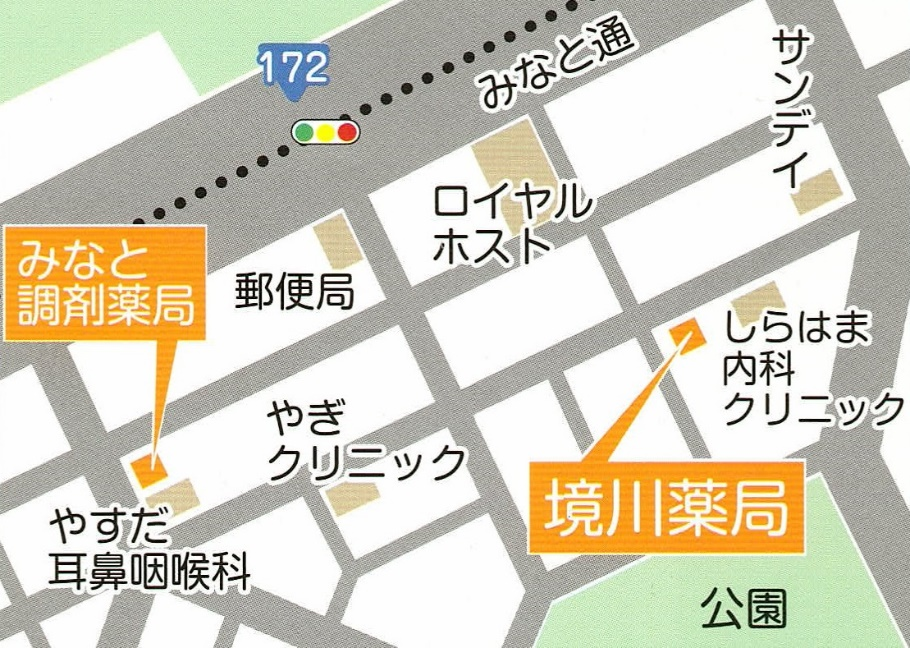 172
みなと通
サンディ
ロイヤル
ホスト
みなと
調剤薬局
郵便局
しらはま
内科
クリニック
やぎ
クリニック
境川薬局
やすだ
耳鼻咽喉科
公園